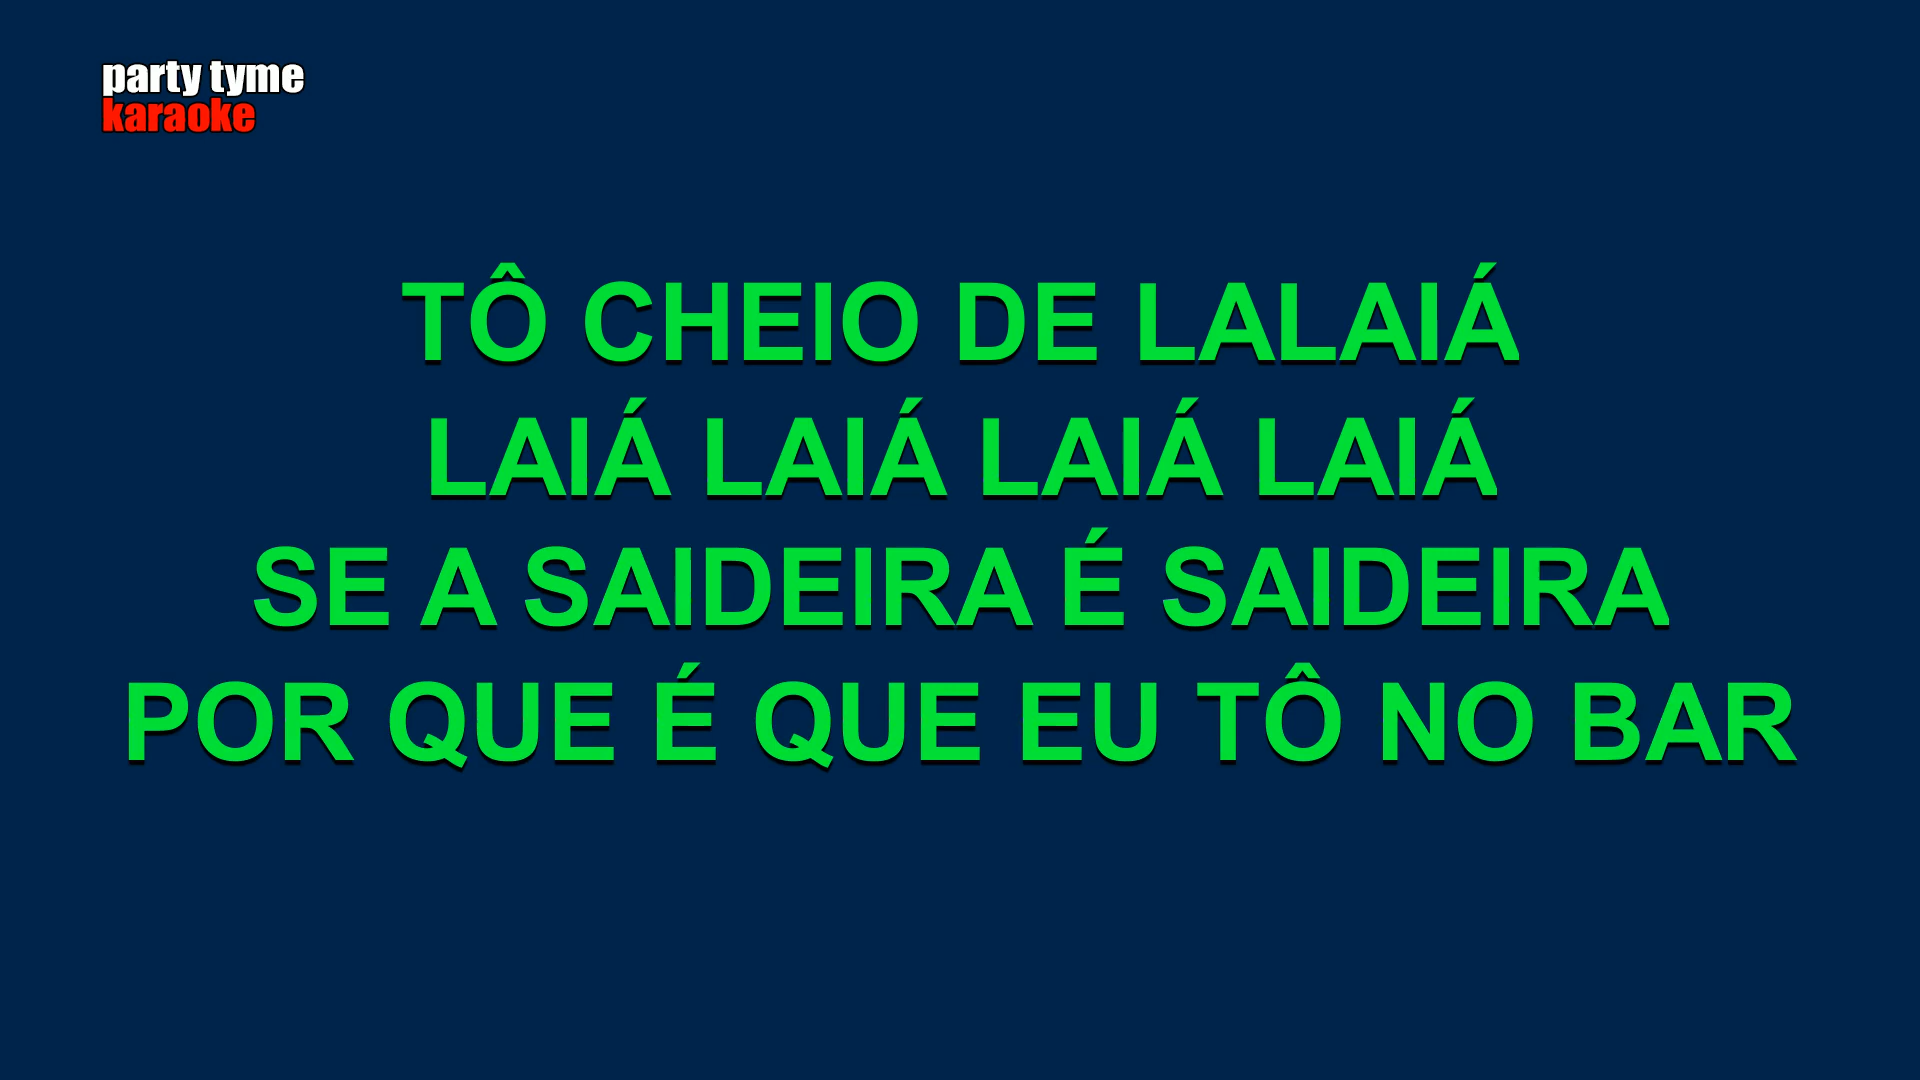 party tyme
karaoke
TÔ CHEIO DE LALAIÁ
LAIÁ LAIÁ LAIÁ LAIÁ
SE A SAIDEIRA É SAIDEIRA
POR QUE É QUE EU TÔ NO BAR